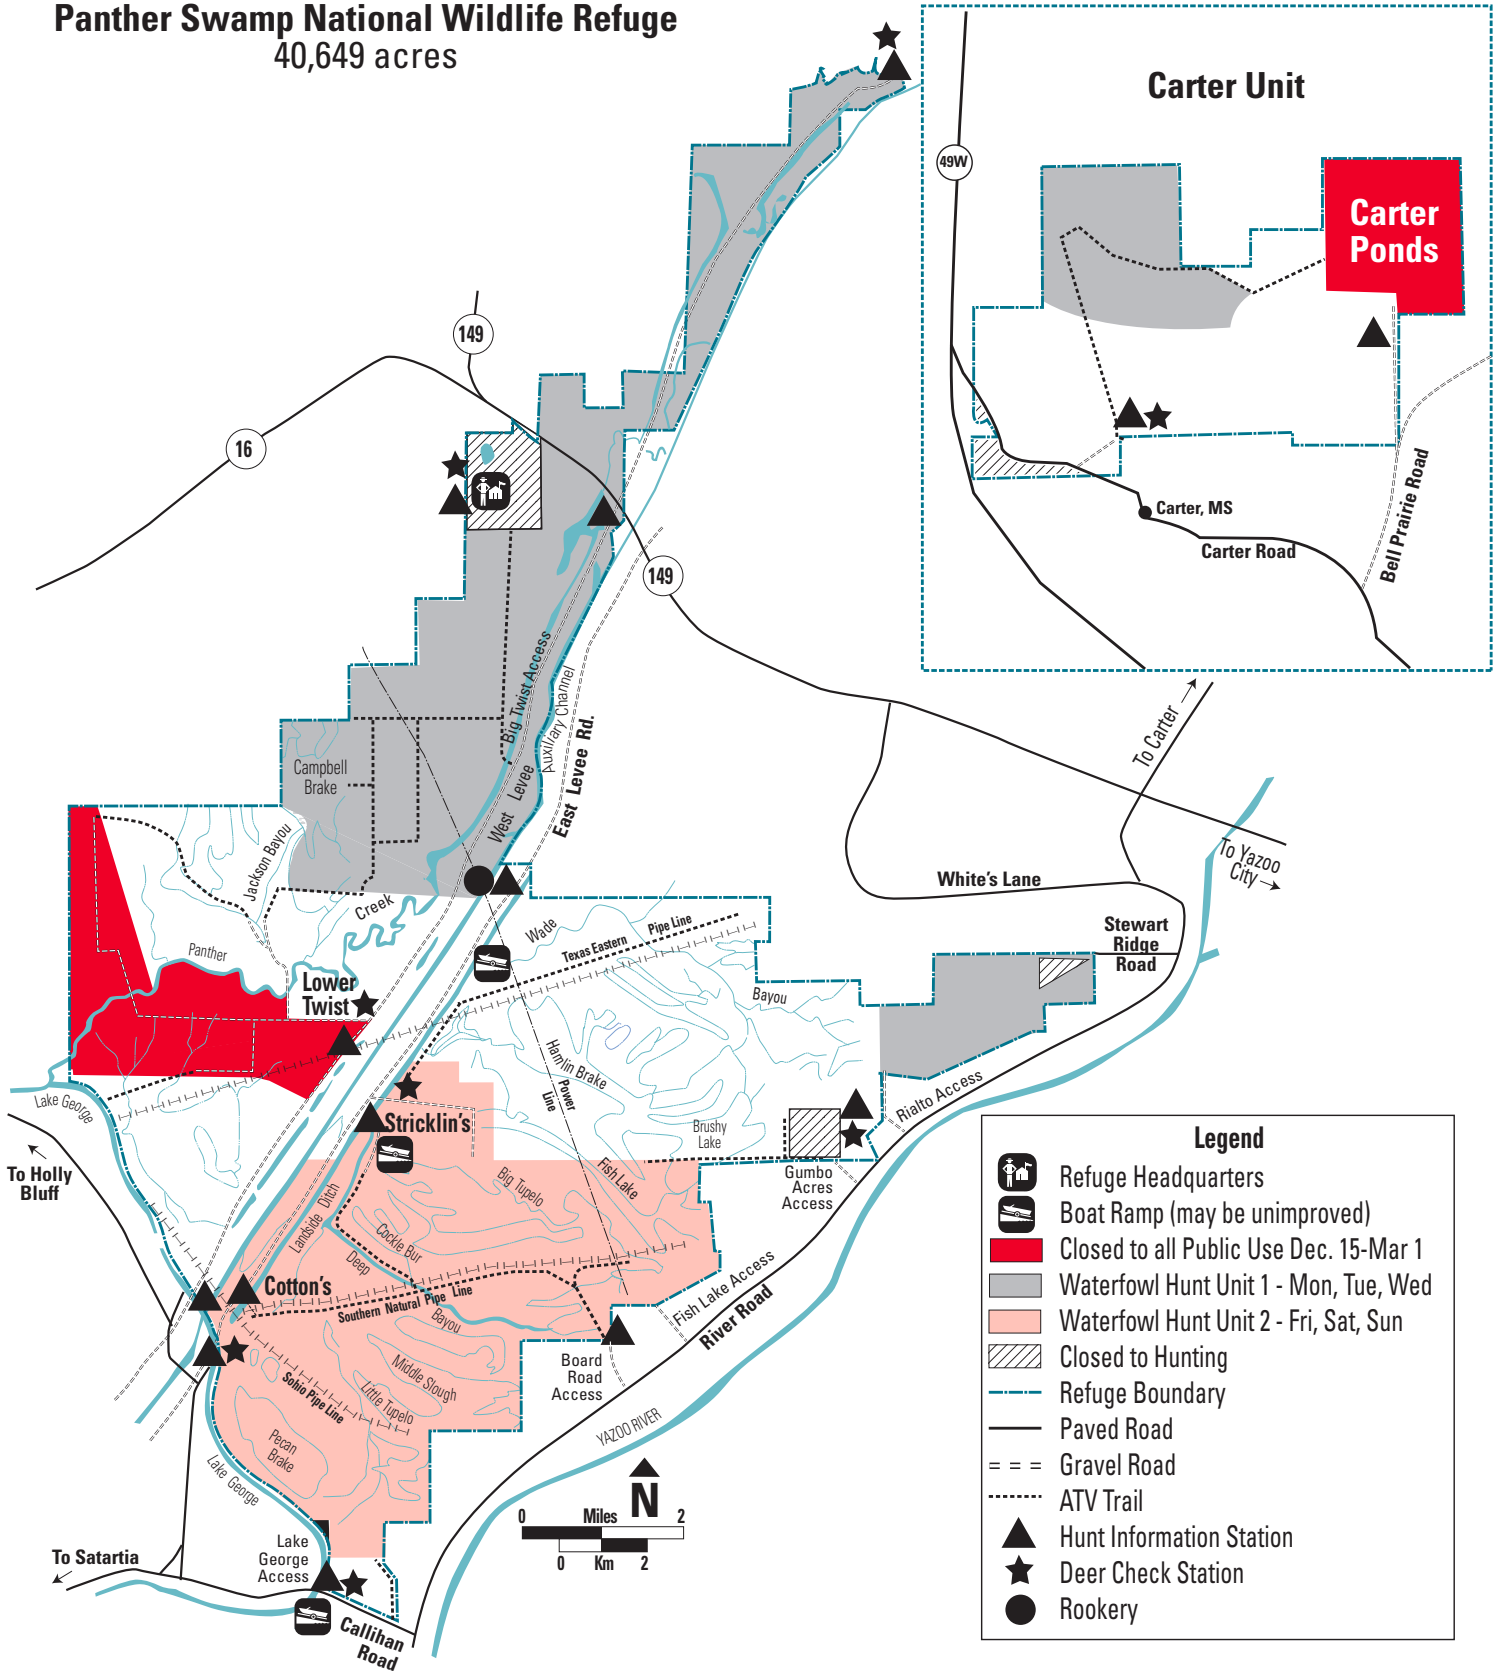 Panther Swamp National Wildlife Refuge
40,649 acres
Carter Unit
49W
Carter
Ponds
Carter, MS
Carter Road
Bell Prairie Road
149
16
149
Big Twist Access
Auxiliary Channel
West Levee
East Levee Rd.
Campbell
Brake
Jackson Bayou
Panther
Creek
Lower
Twist
Wade
Texas Eastern Pipe Line
Bayou
To Carter
To Yazoo
City
White's Lane
Stewart
Ridge
Road
Hamlin Brake
Power
Line
Brushy
Lake
Rialto Access
Gumbo
Acres
Access
Lake George
To Holly
Bluff
Stricklin's
Landside Ditch
Big Tupelo
Fish Lake
Cockle Bur
Deep
Bayou
Cotton's
Southern Natural Pipe Line
Sohio Pipe Line
Middle Slough
Little Tupelo
Pecan
Brake
Board
Road
Access
Fish Lake Access
River Road
YAZOO RIVER
Lake George
Lake
George
Access
To Satartia
Callihan
Road
N
0 Miles 2
0 Km 2
Legend
Refuge Headquarters
Boat Ramp (may be unimproved)
Closed to all Public Use Dec. 15-Mar 1
Waterfowl Hunt Unit 1 - Mon, Tue, Wed
Waterfowl Hunt Unit 2 - Fri, Sat, Sun
Closed to Hunting
Refuge Boundary
Paved Road
Gravel Road
ATV Trail
Hunt Information Station
Deer Check Station
Rookery